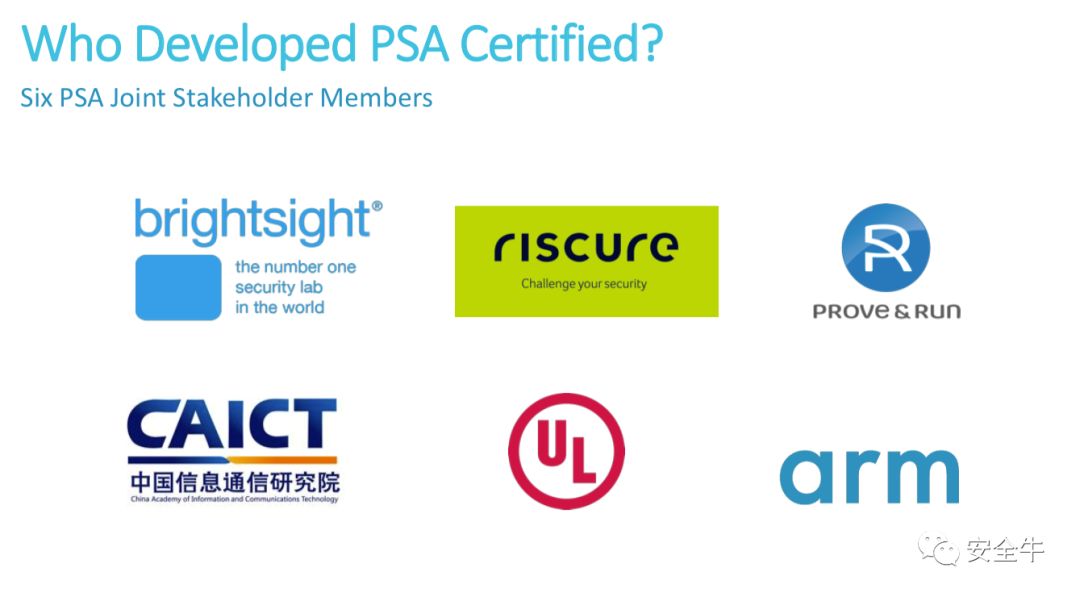 Who Developed PSA Certified?
Six PSA Joint Stakeholder Members
brightsight®
the number one
security lab
in the world
riscure
Challenge your security
PROVE & RUN
CAICT
中国信息通信研究院
China Academy of Information and Communications Technology
UL
arm
安全牛